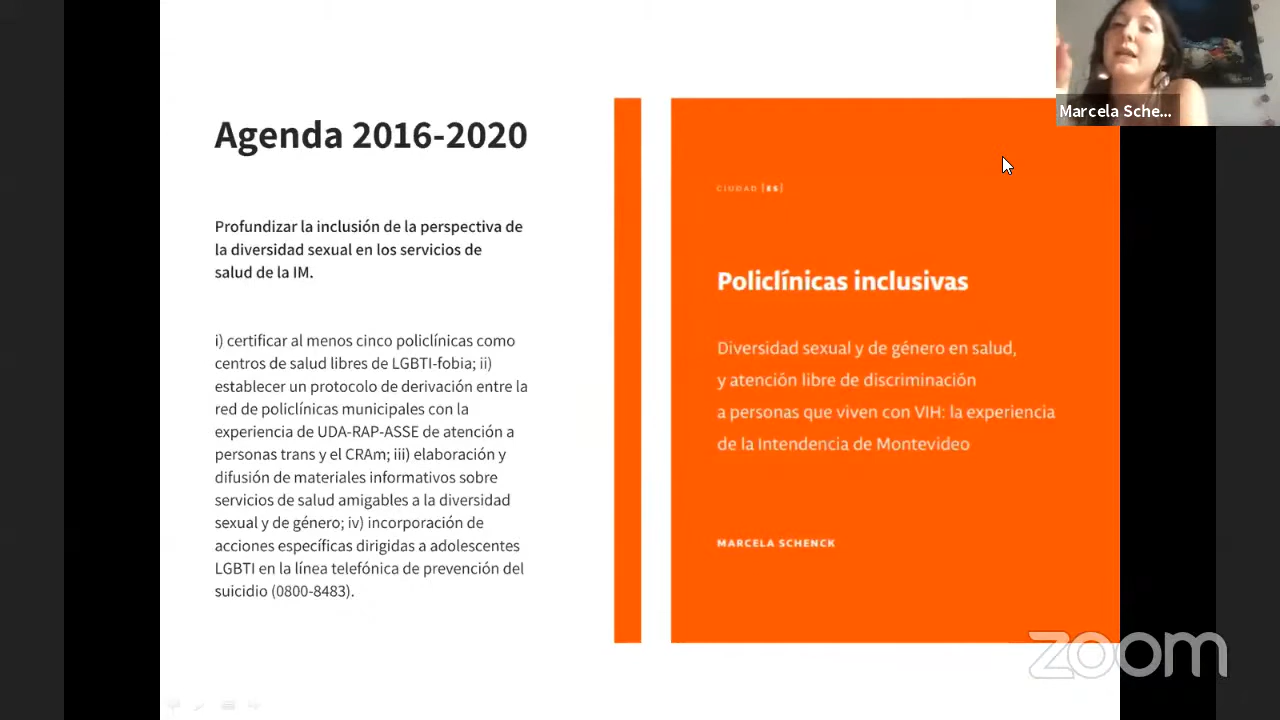 Agenda 2016-2020
Profundizar la inclusión de la perspectiva de
la diversidad sexual en los servicios de
salud de la IM.
i) certificar al menos cinco policlínicas como
centros de salud libres de LGBTI-fobia; ii)
establecer un protocolo de derivación entre la
red de policlínicas municipales con la
experiencia de UDA-RAP-ASSE de atención a
personas trans y el CRAm; iii) elaboración y
difusión de materiales informativos sobre
servicios de salud amigables a la diversidad
sexual y de género; iv) incorporación de
acciones específicas dirigidas a adolescentes
LGBTI en la línea telefónica de prevención del
suicidio (0800-8483).
CIUDAD [ES]
Policlínicas inclusivas
Diversidad sexual y de género en salud,
y atención libre de discriminación
a personas que viven con VIH: la experiencia
de la Intendencia de Montevideo
MARCELA SCHENCK
Marcela Sche...
zoom